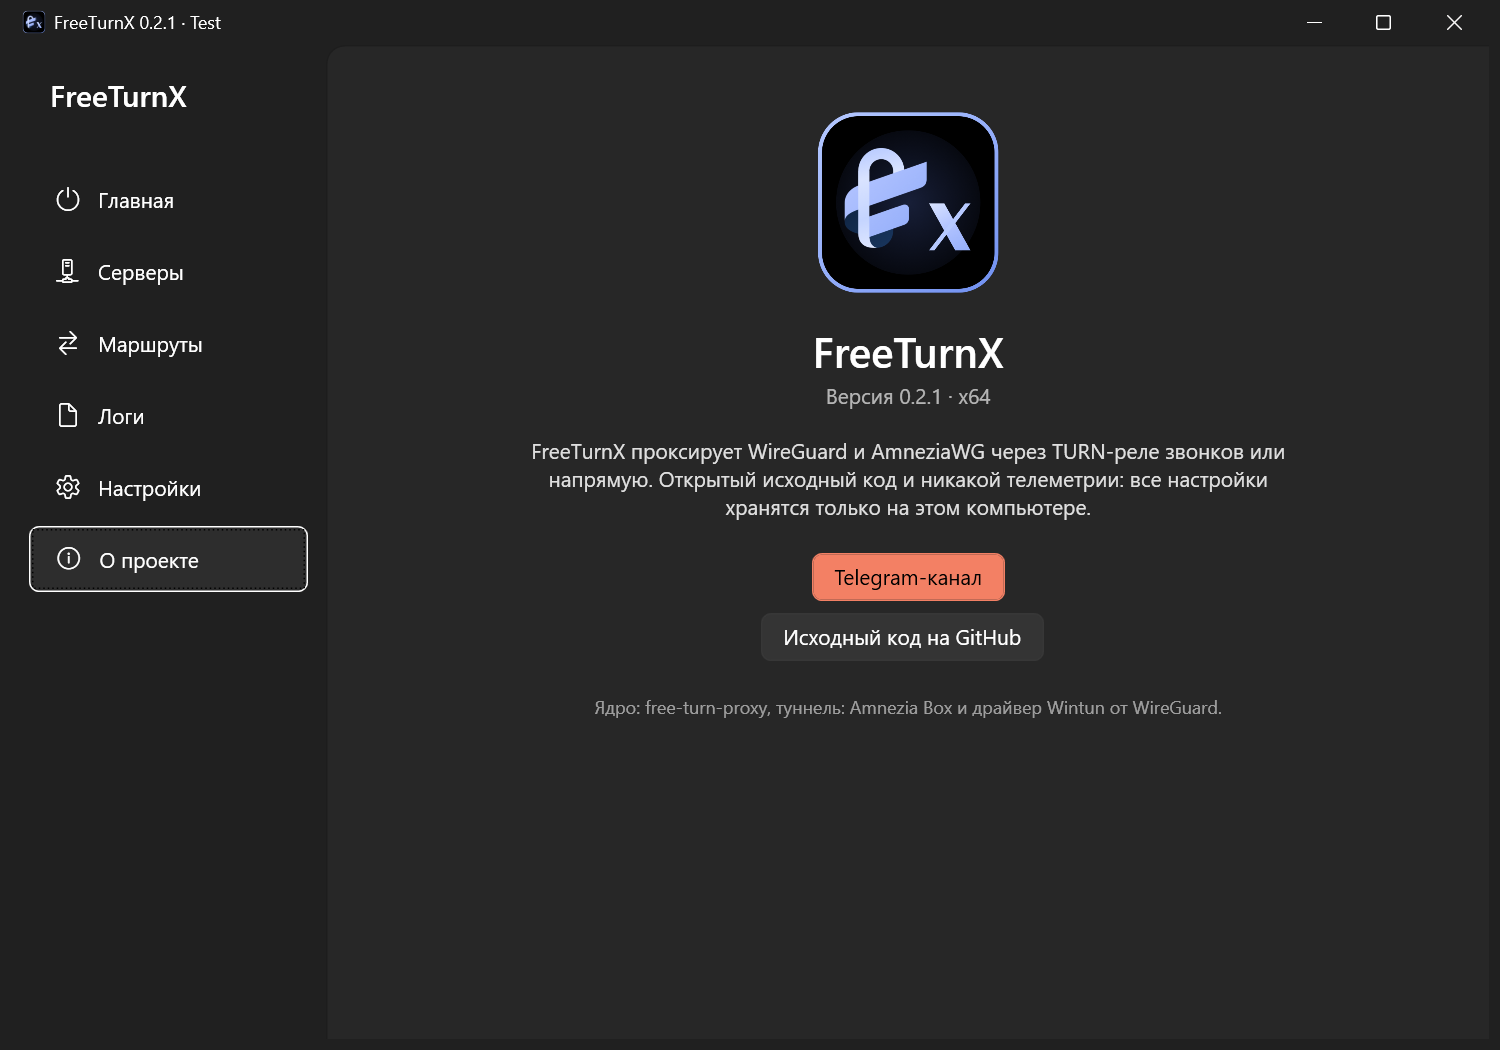 FreeTurnX 0.2.1 · Test
FreeTurnX
Главная
Серверы
Маршруты
Логи
Настройки
О проекте
FreeTurnX
Версия 0.2.1 · x64
FreeTurnX проксирует WireGuard и AmneziaWG через TURN-реле звонков или
напрямую. Открытый исходный код и никакой телеметрии: все настройки
хранятся только на этом компьютере.
Telegram-канал
Исходный код на GitHub
Ядро: free-turn-proxy, туннель: Amnezia Box и драйвер Wintun от WireGuard.